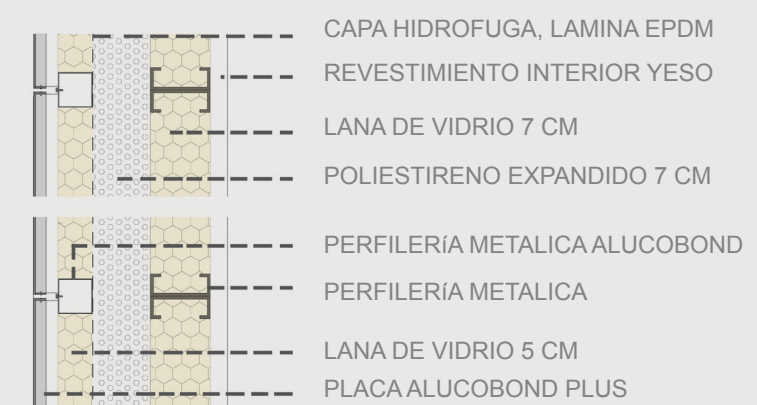 CAPA HIDROFUGA, LAMINA EPDM
REVESTIMIENTO INTERIOR YESO
LANA DE VIDRIO 7 CM
POLIESTIRENO EXPANDIDO 7 CM
PERFILERíA METALICA ALUCOBOND
PERFILERíA METALICA
LANA DE VIDRIO 5 CM
PLACA ALUCOBOND PLUS